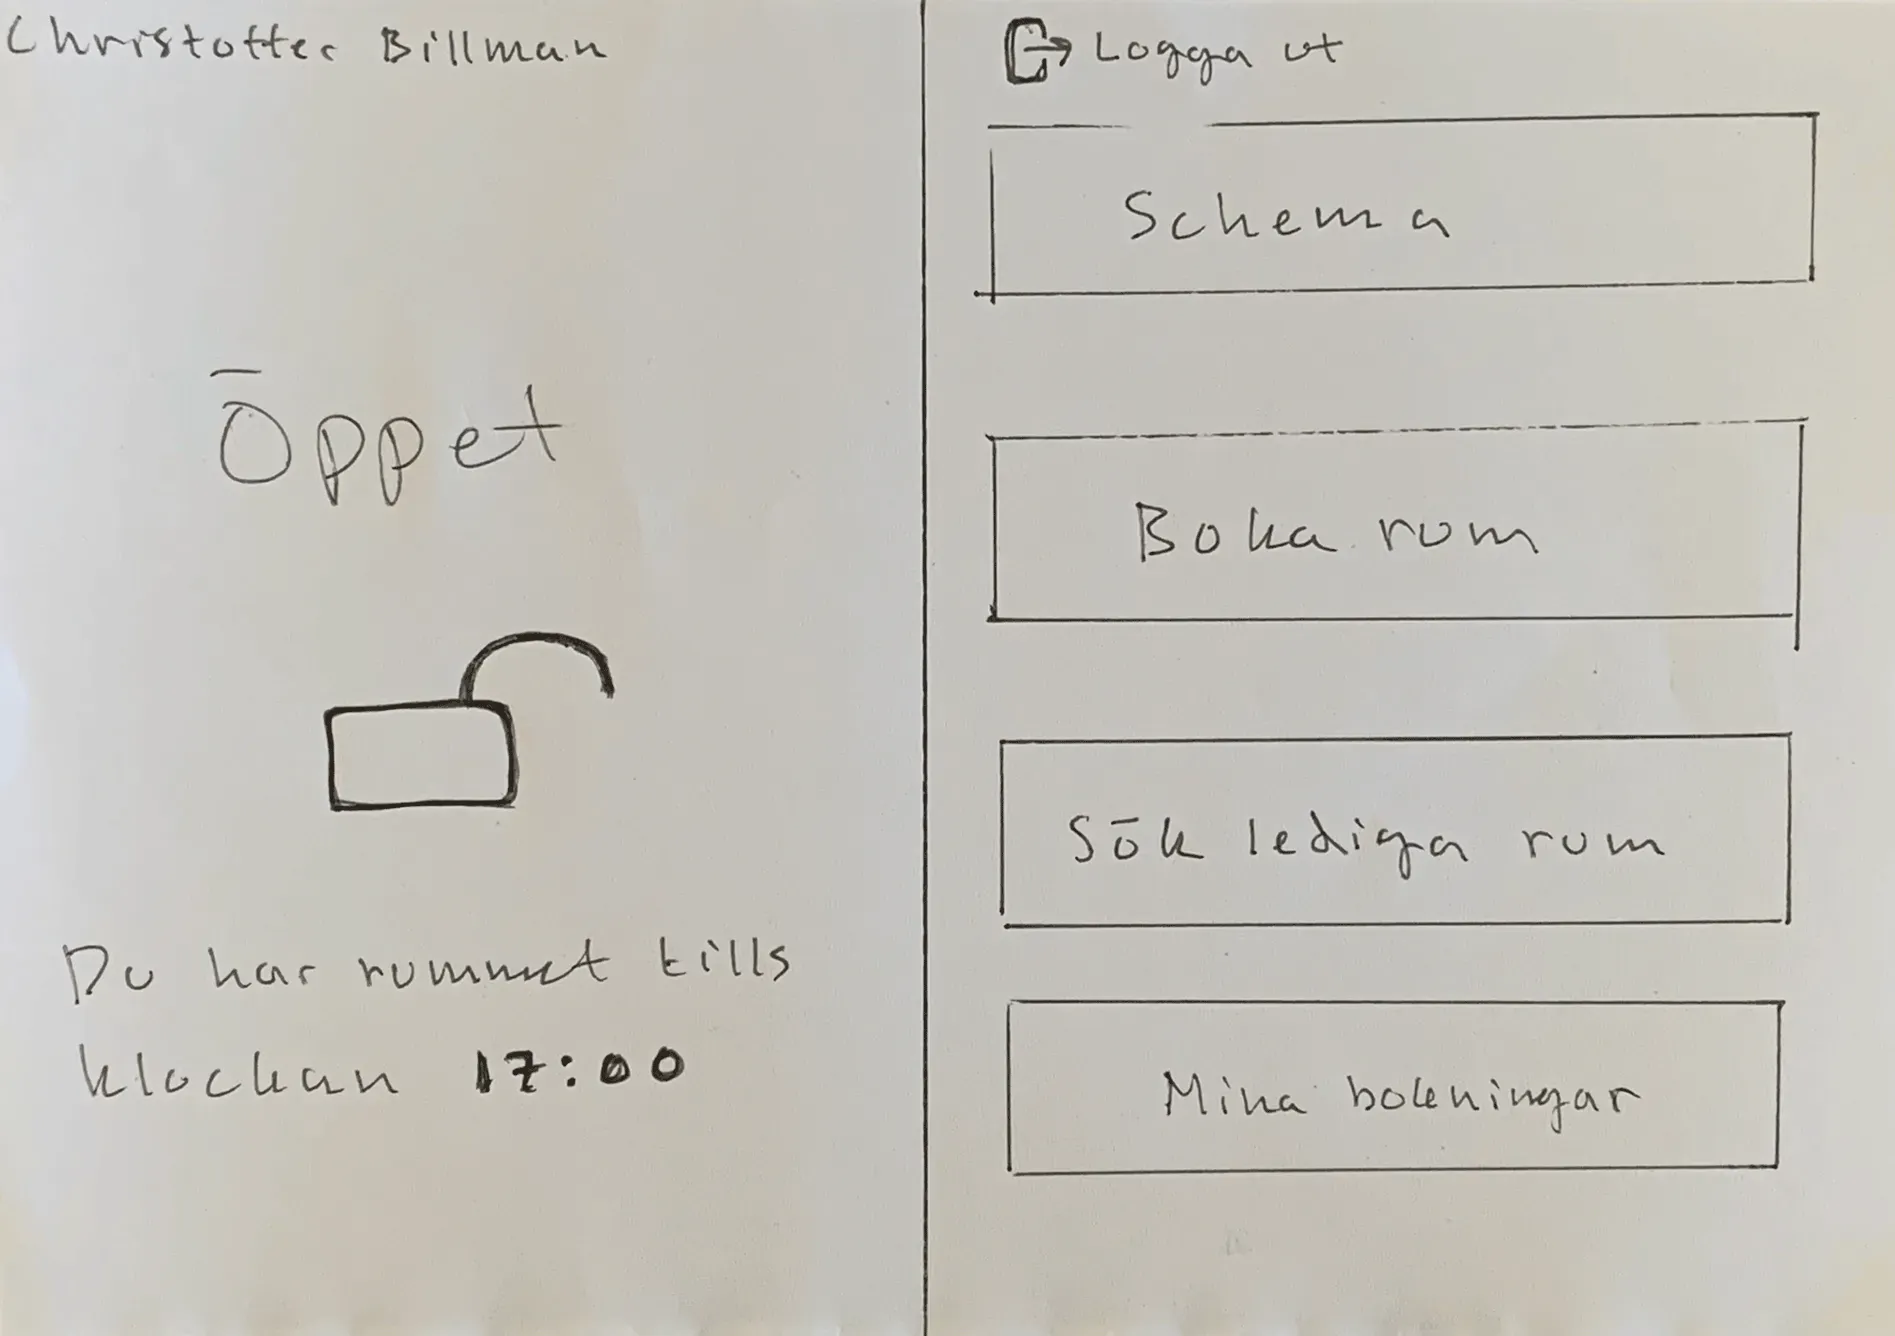 Christoffer Billman
Öppet
Du har rummet tills
klockan 17:00
Logga ut
Schema
Boka rum
Sök lediga rum
Mina bokningar